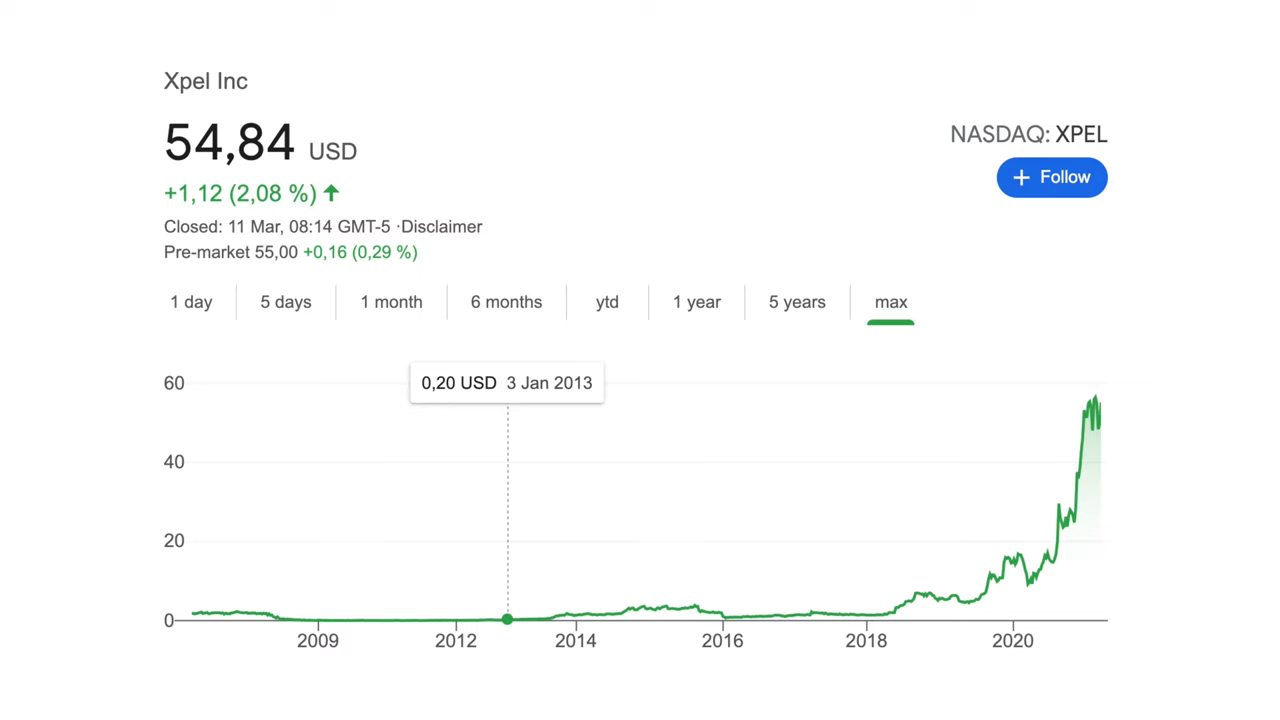 Xpel Inc
54,84 USD
NASDAQ: XPEL
+ Follow
+1,12 (2,08 %) ↑
Closed: 11 Mar, 08:14 GMT-5 ·Disclaimer
Pre-market 55,00 +0,16 (0,29 %)
1 day 5 days 1 month 6 months ytd 1 year 5 years max
0,20 USD 3 Jan 2013
60
40
20
0
2009 2012 2014 2016 2018 2020